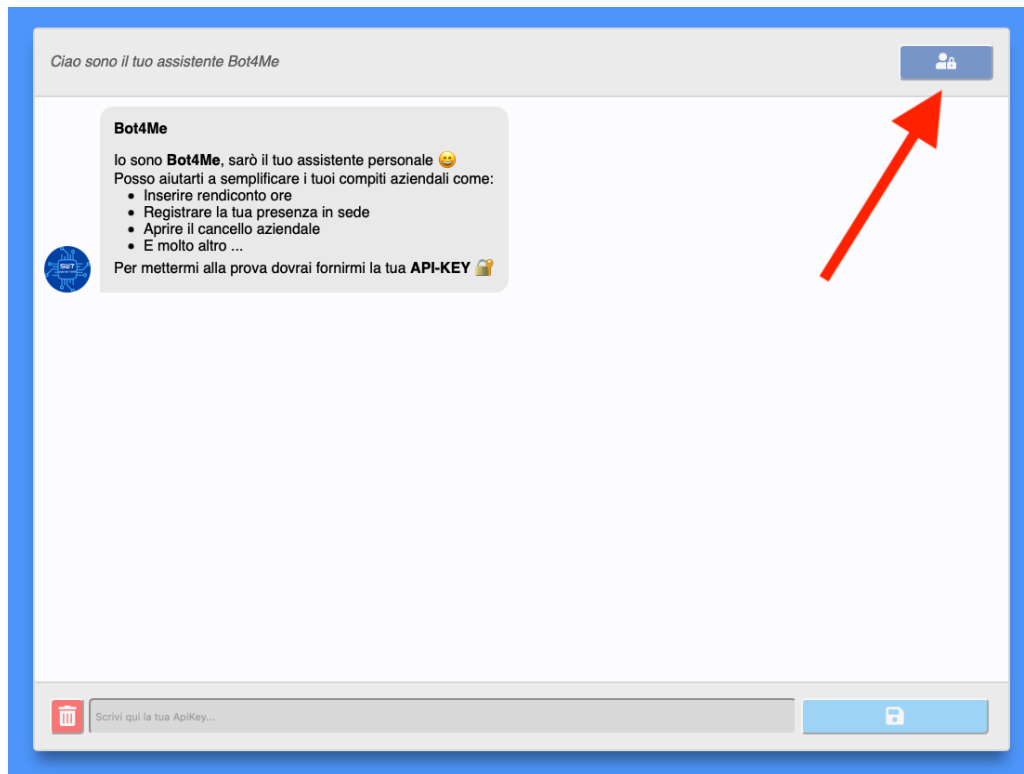 Ciao sono il tuo assistente Bot4Me
Bot4Me
Io sono Bot4Me, sarò il tuo assistente personale 😄
Posso aiutarti a semplificare i tuoi compiti aziendali come:
• Inserire rendiconto ore
• Registrare la tua presenza in sede
• Aprire il cancello aziendale
• E molto altro ...
Per mettermi alla prova dovrai fornirmi la tua API-KEY 🔐
Scrivi qui la tua ApiKey...